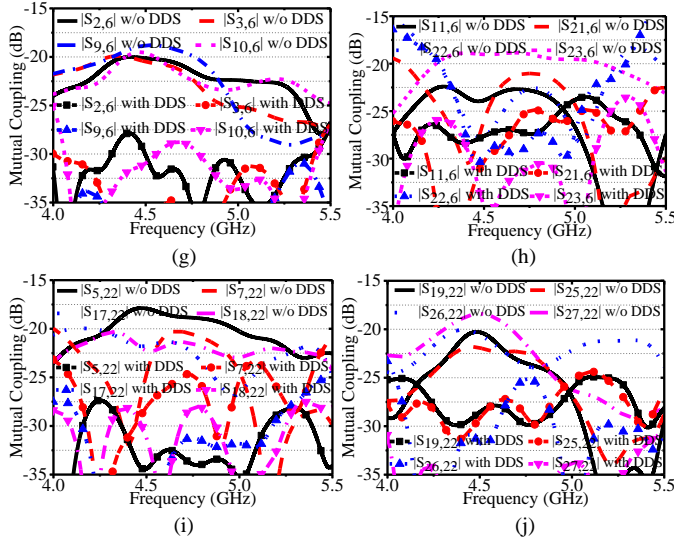 |S2,6| w/o DDS |S3,6| w/o DDS
|S9,6| w/o DDS |S10,6| w/o DDS
|S2,6| with DDS |S3,6| with DDS
|S9,6| with DDS |S10,6| with DDS
Mutual Coupling (dB)
-15
-20
-25
-30
-35
4.0 4.5 5.0 5.5
Frequency (GHz)
(g)
|S11,6| w/o DDS |S21,6| w/o DDS
|S22,6| w/o DDS |S23,6| w/o DDS
|S11,6| with DDS |S21,6| with DDS
|S22,6| with DDS |S23,6| with DDS
Mutual Coupling (dB)
-15
-20
-25
-30
-35
4.0 4.5 5.0 5.5
Frequency (GHz)
(h)
|S5,22| w/o DDS |S7,22| w/o DDS
|S17,22| w/o DDS |S18,22| w/o DDS
|S5,22| with DDS |S7,22| with DDS
|S17,22| with DDS |S18,22| with DDS
Mutual Coupling (dB)
-15
-20
-25
-30
-35
4.0 4.5 5.0 5.5
Frequency (GHz)
(i)
|S19,22| w/o DDS |S25,22| w/o DDS
|S26,22| w/o DDS |S27,22| w/o DDS
|S19,22| with DDS |S25,22| with DDS
|S26,22| with DDS |S27,22| with DDS
Mutual Coupling (dB)
-15
-20
-25
-30
-35
4.0 4.5 5.0 5.5
Frequency (GHz)
(j)